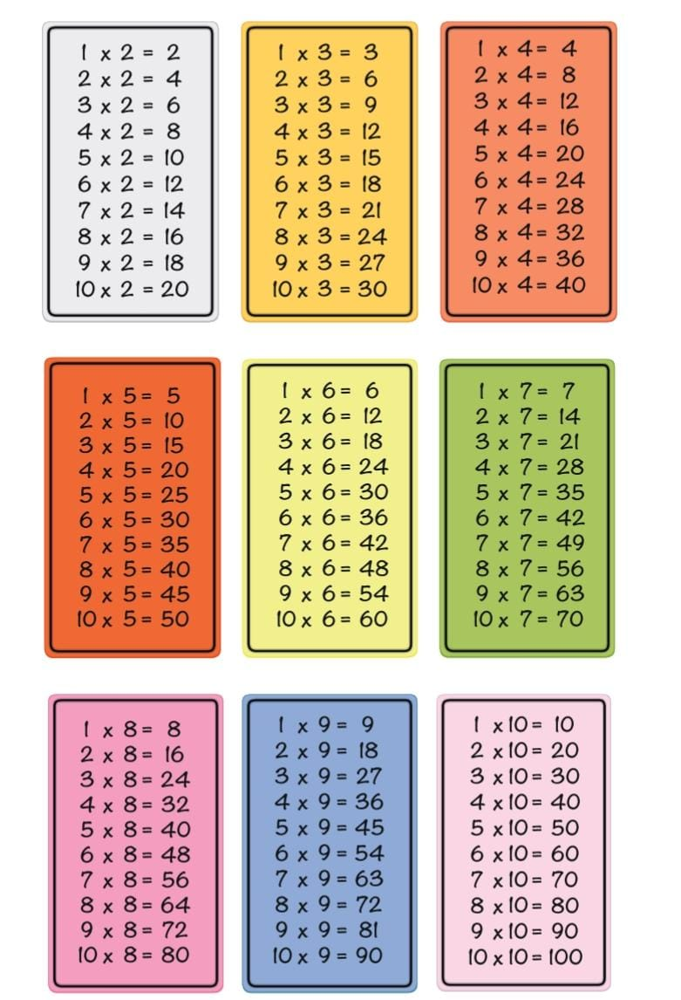 1 x 2 = 2
2 x 2 = 4
3 x 2 = 6
4 x 2 = 8
5 x 2 = 10
6 x 2 = 12
7 x 2 = 14
8 x 2 = 16
9 x 2 = 18
10 x 2 = 20
1 x 3 = 3
2 x 3 = 6
3 x 3 = 9
4 x 3 = 12
5 x 3 = 15
6 x 3 = 18
7 x 3 = 21
8 x 3 = 24
9 x 3 = 27
10 x 3 = 30
1 x 4 = 4
2 x 4 = 8
3 x 4 = 12
4 x 4 = 16
5 x 4 = 20
6 x 4 = 24
7 x 4 = 28
8 x 4 = 32
9 x 4 = 36
10 x 4 = 40
1 x 5 = 5
2 x 5 = 10
3 x 5 = 15
4 x 5 = 20
5 x 5 = 25
6 x 5 = 30
7 x 5 = 35
8 x 5 = 40
9 x 5 = 45
10 x 5 = 50
1 x 6 = 6
2 x 6 = 12
3 x 6 = 18
4 x 6 = 24
5 x 6 = 30
6 x 6 = 36
7 x 6 = 42
8 x 6 = 48
9 x 6 = 54
10 x 6 = 60
1 x 7 = 7
2 x 7 = 14
3 x 7 = 21
4 x 7 = 28
5 x 7 = 35
6 x 7 = 42
7 x 7 = 49
8 x 7 = 56
9 x 7 = 63
10 x 7 = 70
1 x 8 = 8
2 x 8 = 16
3 x 8 = 24
4 x 8 = 32
5 x 8 = 40
6 x 8 = 48
7 x 8 = 56
8 x 8 = 64
9 x 8 = 72
10 x 8 = 80
1 x 9 = 9
2 x 9 = 18
3 x 9 = 27
4 x 9 = 36
5 x 9 = 45
6 x 9 = 54
7 x 9 = 63
8 x 9 = 72
9 x 9 = 81
10 x 9 = 90
1 x 10 = 10
2 x 10 = 20
3 x 10 = 30
4 x 10 = 40
5 x 10 = 50
6 x 10 = 60
7 x 10 = 70
8 x 10 = 80
9 x 10 = 90
10 x 10 = 100